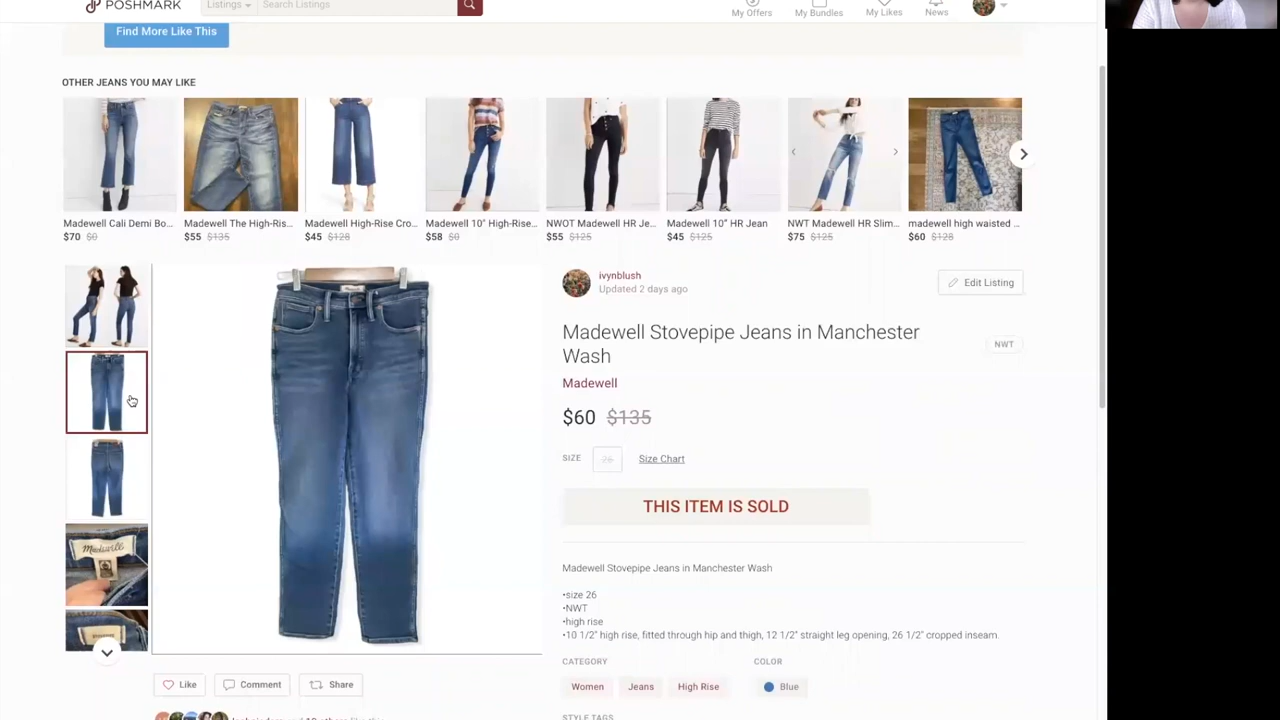 POSHMARK
Listings
Search Listings
My Offers
My Bundles
My Likes
News
Find More Like This
OTHER JEANS YOU MAY LIKE
Madewell Cali Demi Bo...
$70 $0
Madewell The High-Ris...
$55 $135
Madewell High-Rise Cro...
$45 $128
Madewell 10" High-Rise...
$58 $0
NWOT Madewell HR Je...
$55 $125
Madewell 10" HR Jean
$45 $125
NWT Madewell HR Slim...
$75 $125
madewell high waisted ...
$60 $128
ivynblush
Updated 2 days ago
Edit Listing
Madewell Stovepipe Jeans in Manchester
Wash
NWT
Madewell
$60 $135
SIZE
26
Size Chart
THIS ITEM IS SOLD
Madewell Stovepipe Jeans in Manchester Wash
•size 26
•NWT
•high rise
•10 1/2" high rise, fitted through hip and thigh, 12 1/2" straight leg opening, 26 1/2" cropped inseam.
CATEGORY
COLOR
Women
Jeans
High Rise
Blue
STYLE TAGS
Madewell
Like
Comment
Share